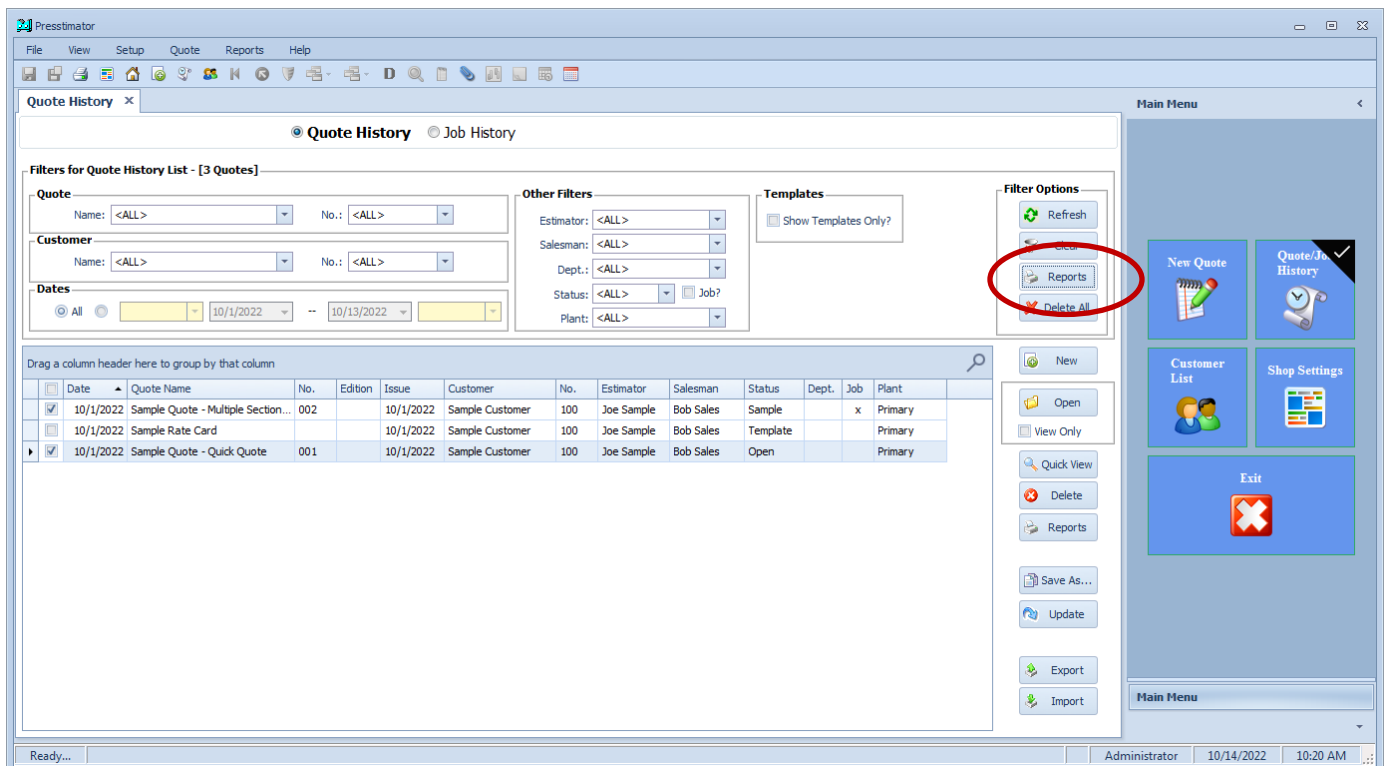 Presstimator
File View Setup Quote Reports Help
D
Quote History ×
Main Menu <
Quote History Job History
Filters for Quote History List - [3 Quotes]
Quote
Name: <ALL> No.: <ALL>
Customer
Name: <ALL> No.: <ALL>
Dates
All 10/1/2022 -- 10/13/2022
Other Filters
Estimator: <ALL>
Salesman: <ALL>
Dept.: <ALL>
Status: <ALL> Job?
Plant: <ALL>
Templates
Show Templates Only?
Filter Options
Refresh
Clear
Reports
Delete All
Drag a column header here to group by that column
Date Quote Name No. Edition Issue Customer No. Estimator Salesman Status Dept. Job Plant
10/1/2022 Sample Quote - Multiple Section... 002 10/1/2022 Sample Customer 100 Joe Sample Bob Sales Sample x Primary
10/1/2022 Sample Rate Card 10/1/2022 Sample Customer 100 Joe Sample Bob Sales Template Primary
10/1/2022 Sample Quote - Quick Quote 001 10/1/2022 Sample Customer 100 Joe Sample Bob Sales Open Primary
New
Open
View Only
Quick View
Delete
Reports
Save As...
Update
Export
Import
New Quote
Quote/Jo
History
Customer
List
Shop Settings
Exit
Main Menu
Ready... Administrator 10/14/2022 10:20 AM